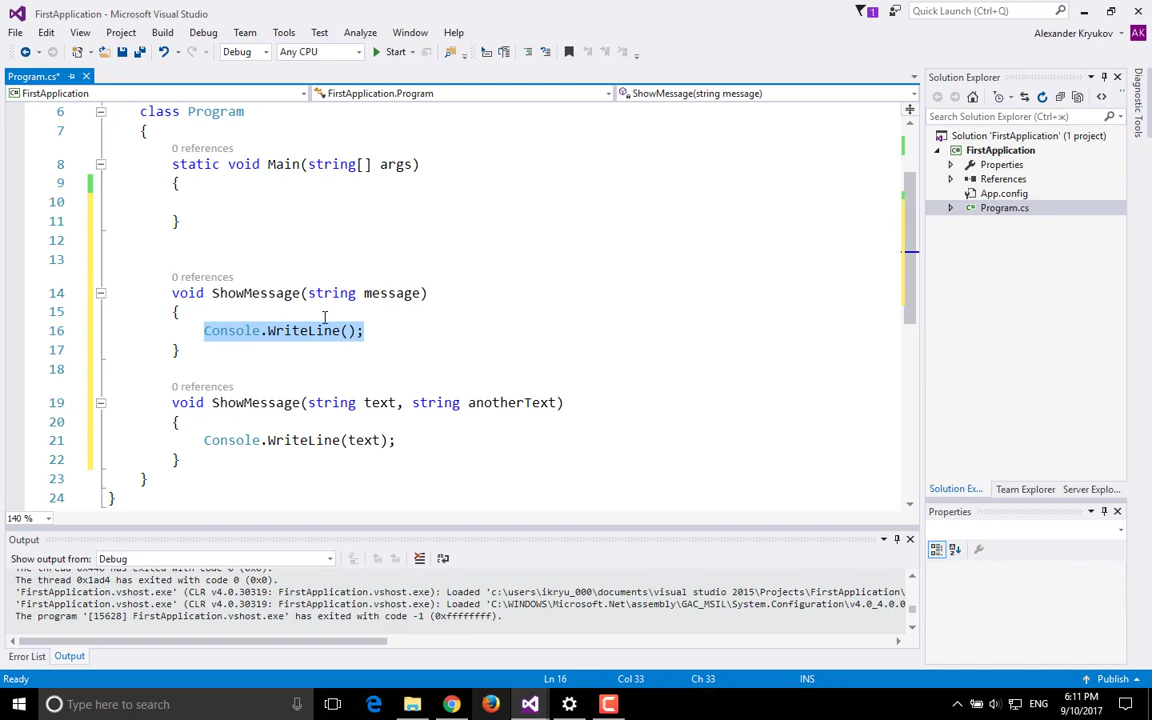 FirstApplication - Microsoft Visual Studio
1
Quick Launch (Ctrl+Q)
File Edit View Project Build Debug Team Tools Test Analyze Window Help
Alexander Kryukov AK
Debug Any CPU Start
Program.cs*
FirstApplication FirstApplication.Program ShowMessage(string message)
6 class Program
7 {
0 references
8 static void Main(string[] args)
9 {
10
11 }
12
13
0 references
14 void ShowMessage(string message)
15 {
16 Console.WriteLine();
17 }
18
0 references
19 void ShowMessage(string text, string anotherText)
20 {
21 Console.WriteLine(text);
22 }
23 }
24 }
140 %
Solution Explorer
Search Solution Explorer (Ctrl+ж)
Solution 'FirstApplication' (1 project)
FirstApplication
Properties
References
App.config
Program.cs
Solution Ex... Team Explorer Server Explo...
Properties
Diagnostic Tools
Output
Show output from: Debug
The thread 0x1ad4 has exited with code 0 (0x0).
'FirstApplication.vshost.exe' (CLR v4.0.30319: FirstApplication.vshost.exe): Loaded 'c:\users\ikryu_000\documents\visual studio 2015\Projects\FirstApplication\
'FirstApplication.vshost.exe' (CLR v4.0.30319: FirstApplication.vshost.exe): Loaded 'C:\WINDOWS\Microsoft.Net\assembly\GAC_MSIL\System.Configuration\v4.0_4.0.0
The program '[15628] FirstApplication.vshost.exe' has exited with code -1 (0xffffffff).
Error List Output
Ready Ln 16 Col 33 Ch 33 INS Publish
Type here to search
ENG
6:11 PM
9/10/2017